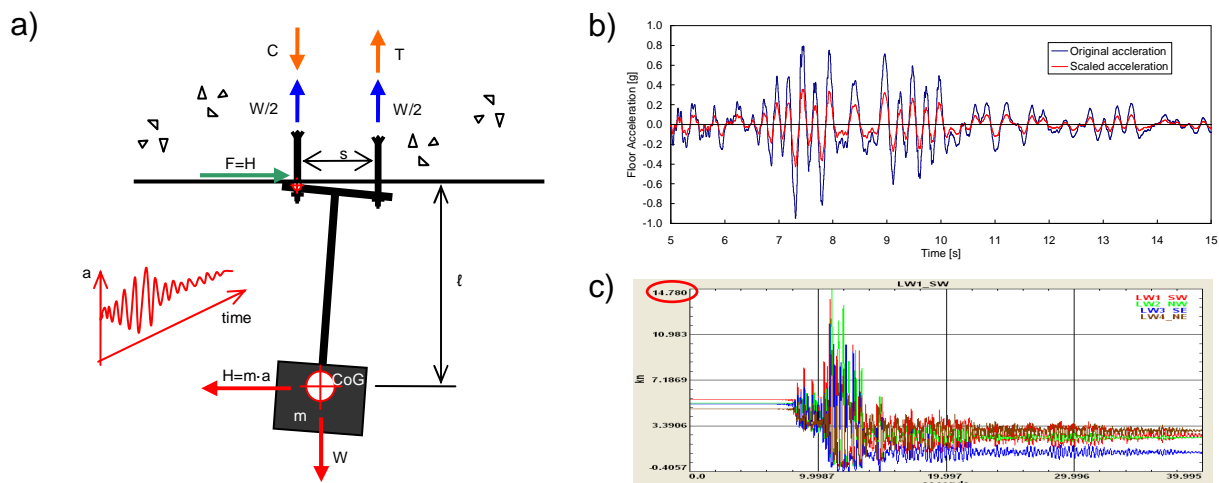 a)
C
T
W/2
W/2
F=H
s
ℓ
a
time
H=m·a
CoG
m
W
b)
1.0
0.8
0.6
0.4
0.2
0.0
-0.2
-0.4
-0.6
-0.8
-1.0
Floor Acceleration [g]
Original accleration
Scaled acceleration
5 6 7 8 9 10 11 12 13 14 15
Time [s]
c)
LW1_SW
14.780
10.983
7.1869
3.3906
-0.4057
kn
LW1_SW
LW2_NW
LW3_SE
LW4_NE
0.0 9.9987 19.997 29.996 39.995